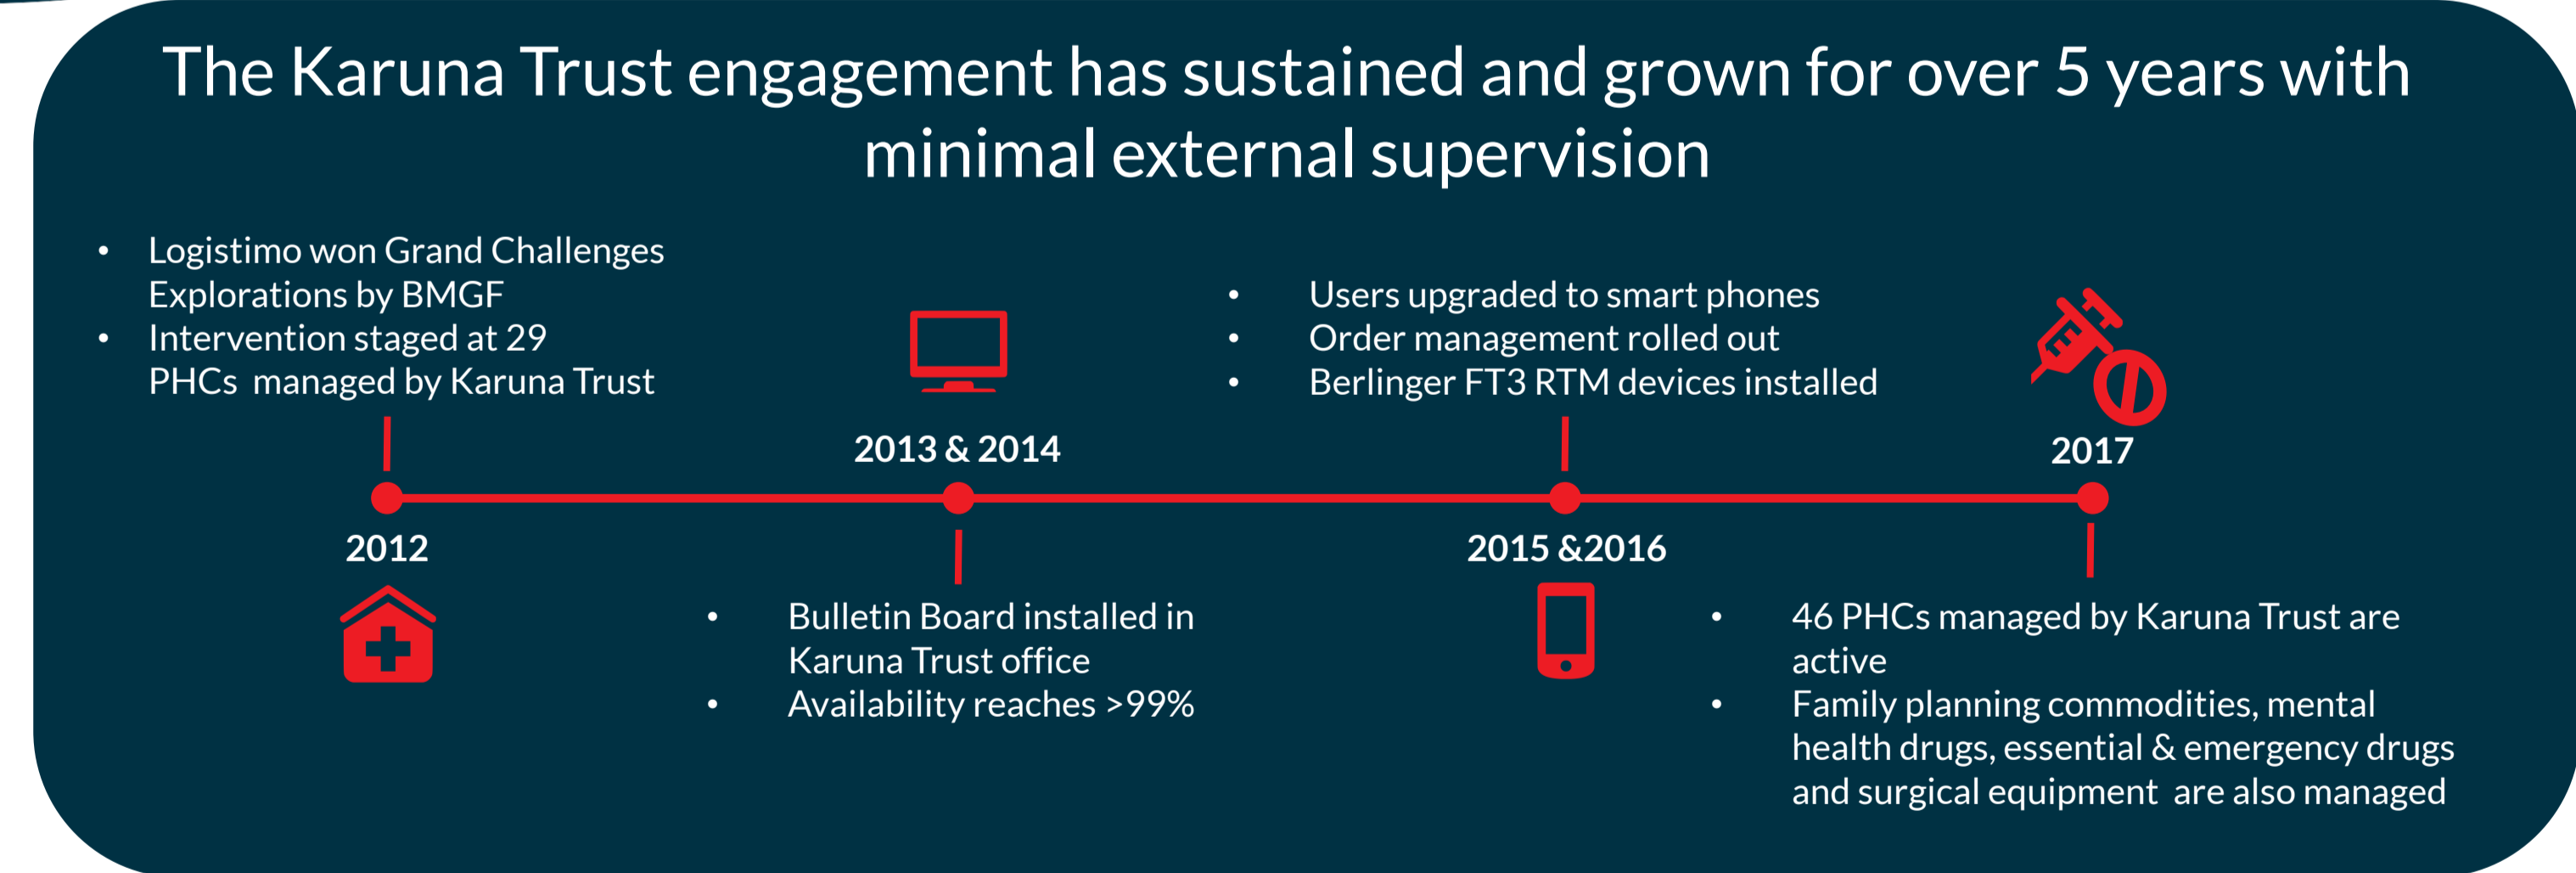 The Karuna Trust engagement has sustained and grown for over 5 years with
minimal external supervision
• Logistimo won Grand Challenges
Explorations by BMGF
• Intervention staged at 29
PHCs managed by Karuna Trust
2012
2013 & 2014
• Bulletin Board installed in
Karuna Trust office
• Availability reaches >99%
• Users upgraded to smart phones
• Order management rolled out
• Berlinger FT3 RTM devices installed
2015 &2016
2017
• 46 PHCs managed by Karuna Trust are
active
• Family planning commodities, mental
health drugs, essential & emergency drugs
and surgical equipment are also managed